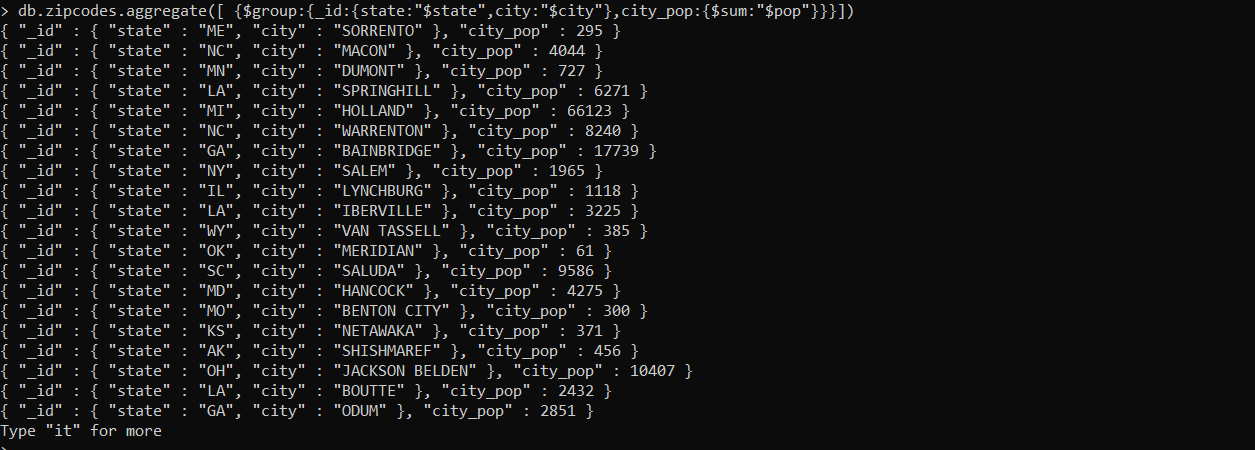 > db.zipcodes.aggregate([ {$group:{_id:{state:"$state",city:"$city"},city_pop:{$sum:"$pop"}}}])
{ "_id" : { "state" : "ME", "city" : "SORRENTO" }, "city_pop" : 295 }
{ "_id" : { "state" : "NC", "city" : "MACON" }, "city_pop" : 4044 }
{ "_id" : { "state" : "MN", "city" : "DUMONT" }, "city_pop" : 727 }
{ "_id" : { "state" : "LA", "city" : "SPRINGHILL" }, "city_pop" : 6271 }
{ "_id" : { "state" : "MI", "city" : "HOLLAND" }, "city_pop" : 66123 }
{ "_id" : { "state" : "NC", "city" : "WARRENTON" }, "city_pop" : 8240 }
{ "_id" : { "state" : "GA", "city" : "BAINBRIDGE" }, "city_pop" : 17739 }
{ "_id" : { "state" : "NY", "city" : "SALEM" }, "city_pop" : 1965 }
{ "_id" : { "state" : "IL", "city" : "LYNCHBURG" }, "city_pop" : 1118 }
{ "_id" : { "state" : "LA", "city" : "IBERVILLE" }, "city_pop" : 3225 }
{ "_id" : { "state" : "WY", "city" : "VAN TASSELL" }, "city_pop" : 385 }
{ "_id" : { "state" : "OK", "city" : "MERIDIAN" }, "city_pop" : 61 }
{ "_id" : { "state" : "SC", "city" : "SALUDA" }, "city_pop" : 9586 }
{ "_id" : { "state" : "MD", "city" : "HANCOCK" }, "city_pop" : 4275 }
{ "_id" : { "state" : "MO", "city" : "BENTON CITY" }, "city_pop" : 300 }
{ "_id" : { "state" : "KS", "city" : "NETAWAKA" }, "city_pop" : 371 }
{ "_id" : { "state" : "AK", "city" : "SHISHMAREF" }, "city_pop" : 456 }
{ "_id" : { "state" : "OH", "city" : "JACKSON BELDEN" }, "city_pop" : 10407 }
{ "_id" : { "state" : "LA", "city" : "BOUTTE" }, "city_pop" : 2432 }
{ "_id" : { "state" : "GA", "city" : "ODUM" }, "city_pop" : 2851 }
Type "it" for more
>